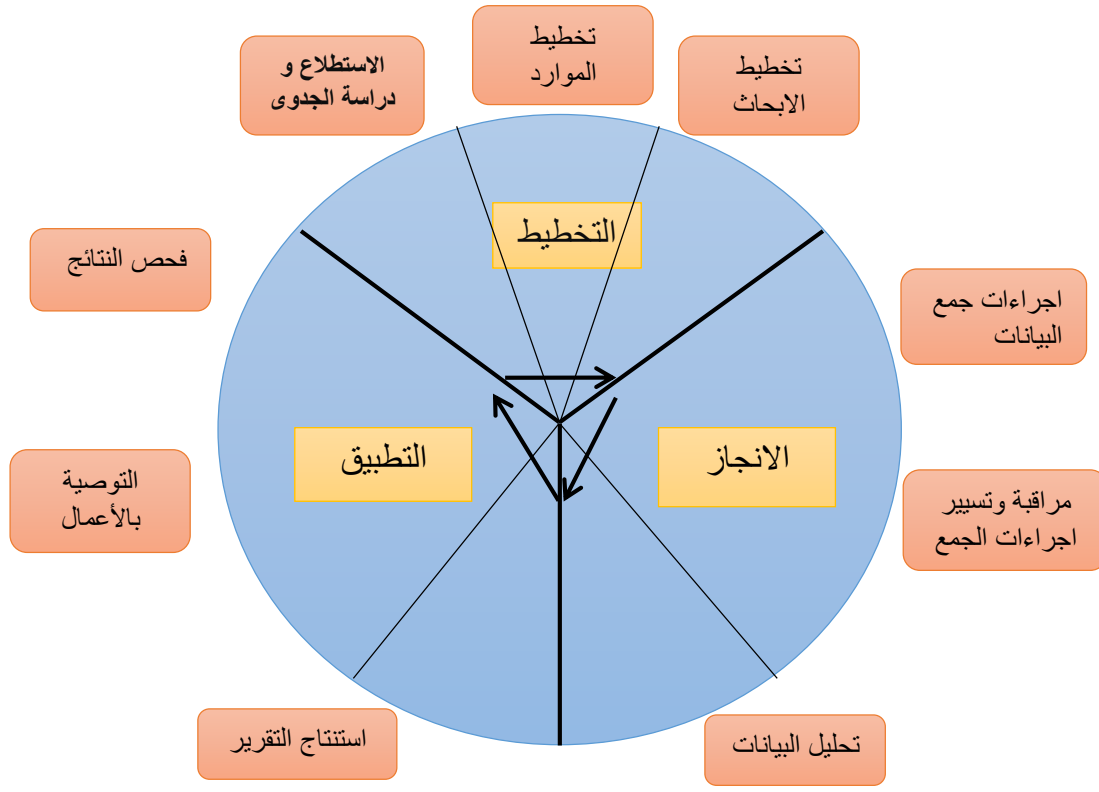 تخطيط
الموارد
الاستطلاع و
دراسة الجدوى
تخطيط
الابحاث
التخطيط
فحص النتائج
اجراءات جمع
البيانات
التطبيق
الانجاز
التوصية
بالأعمال
مراقبة وتسيير
اجراءات الجمع
استنتاج التقرير
تحليل البيانات